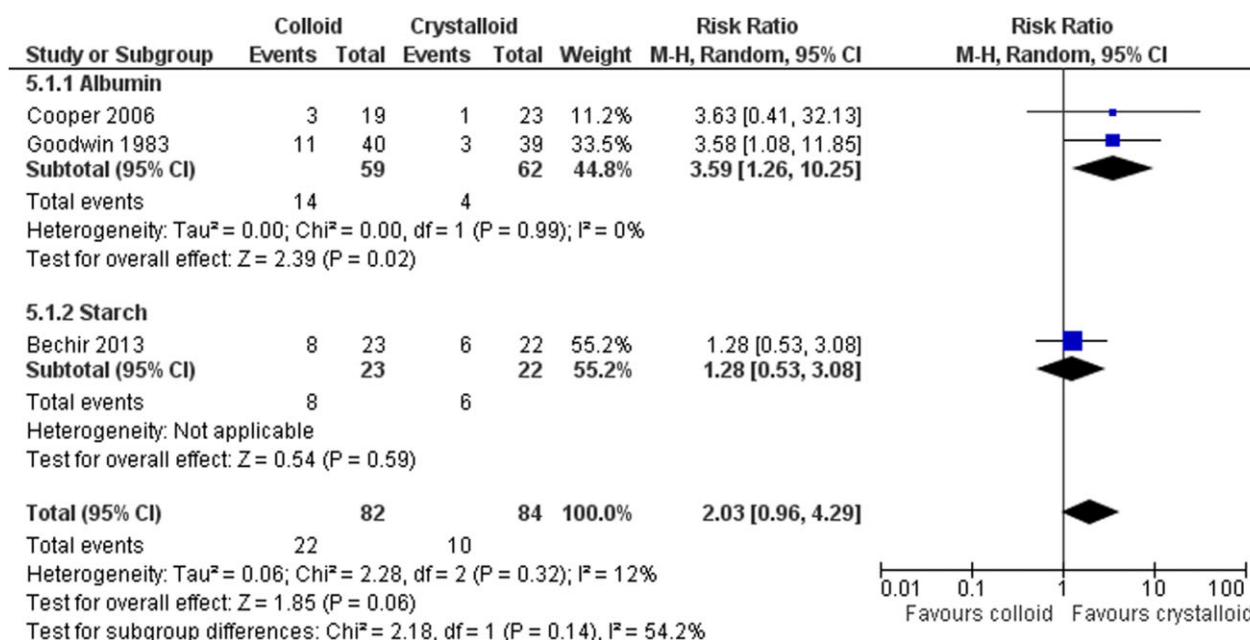 Colloid Crystalloid Risk Ratio Risk Ratio
Study or Subgroup Events Total Events Total Weight M-H, Random, 95% CI M-H, Random, 95% CI
5.1.1 Albumin
Cooper 2006 3 19 1 23 11.2% 3.63 [0.41, 32.13]
Goodwin 1983 11 40 3 39 33.5% 3.58 [1.08, 11.85]
Subtotal (95% CI) 59 62 44.8% 3.59 [1.26, 10.25]
Total events 14 4
Heterogeneity: Tau² = 0.00; Chi² = 0.00, df = 1 (P = 0.99); I² = 0%
Test for overall effect: Z = 2.39 (P = 0.02)
5.1.2 Starch
Bechir 2013 8 23 6 22 55.2% 1.28 [0.53, 3.08]
Subtotal (95% CI) 23 22 55.2% 1.28 [0.53, 3.08]
Total events 8 6
Heterogeneity: Not applicable
Test for overall effect: Z = 0.54 (P = 0.59)
Total (95% CI) 82 84 100.0% 2.03 [0.96, 4.29]
Total events 22 10
Heterogeneity: Tau² = 0.06; Chi² = 2.28, df = 2 (P = 0.32); I² = 12%
Test for overall effect: Z = 1.85 (P = 0.06)
Test for subgroup differences: Chi² = 2.18, df = 1 (P = 0.14), I² = 54.2%
0.01 0.1 1 10 100
Favours colloid Favours crystalloid